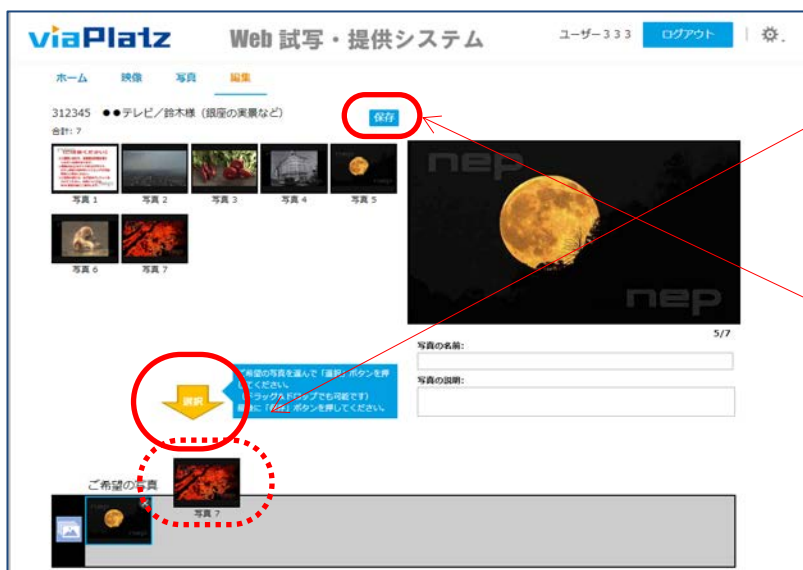 viaPlatz
Web 試写・提供システム
ユーザー３３３
ログアウト
ホーム 映像 写真 編集
312345 ●●テレビ／鈴木様（銀座の実景など）
保存
合計: 7
写真 1 写真 2 写真 3 写真 4 写真 5
写真 6 写真 7
nep
nep
5/7
写真の名前:
写真の説明:
選択
ご希望の写真を選んで「選択」ボタンを押
してください。
（ドラッグ＆ドロップでも可能です）
最後に「保存」ボタンを押してください。
ご希望の写真
写真 7